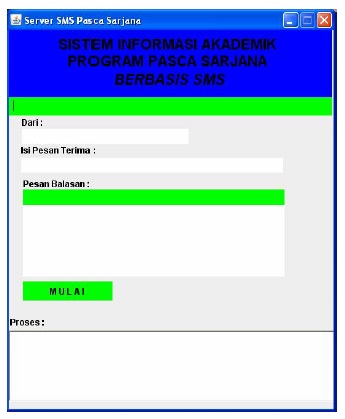 Server SMS Pasca Sarjana
SISTEM INFORMASI AKADEMIK
PROGRAM PASCA SARJANA
BERBASIS SMS
Dari :
Isi Pesan Terima :
Pesan Balasan :
MULAI
Proses :